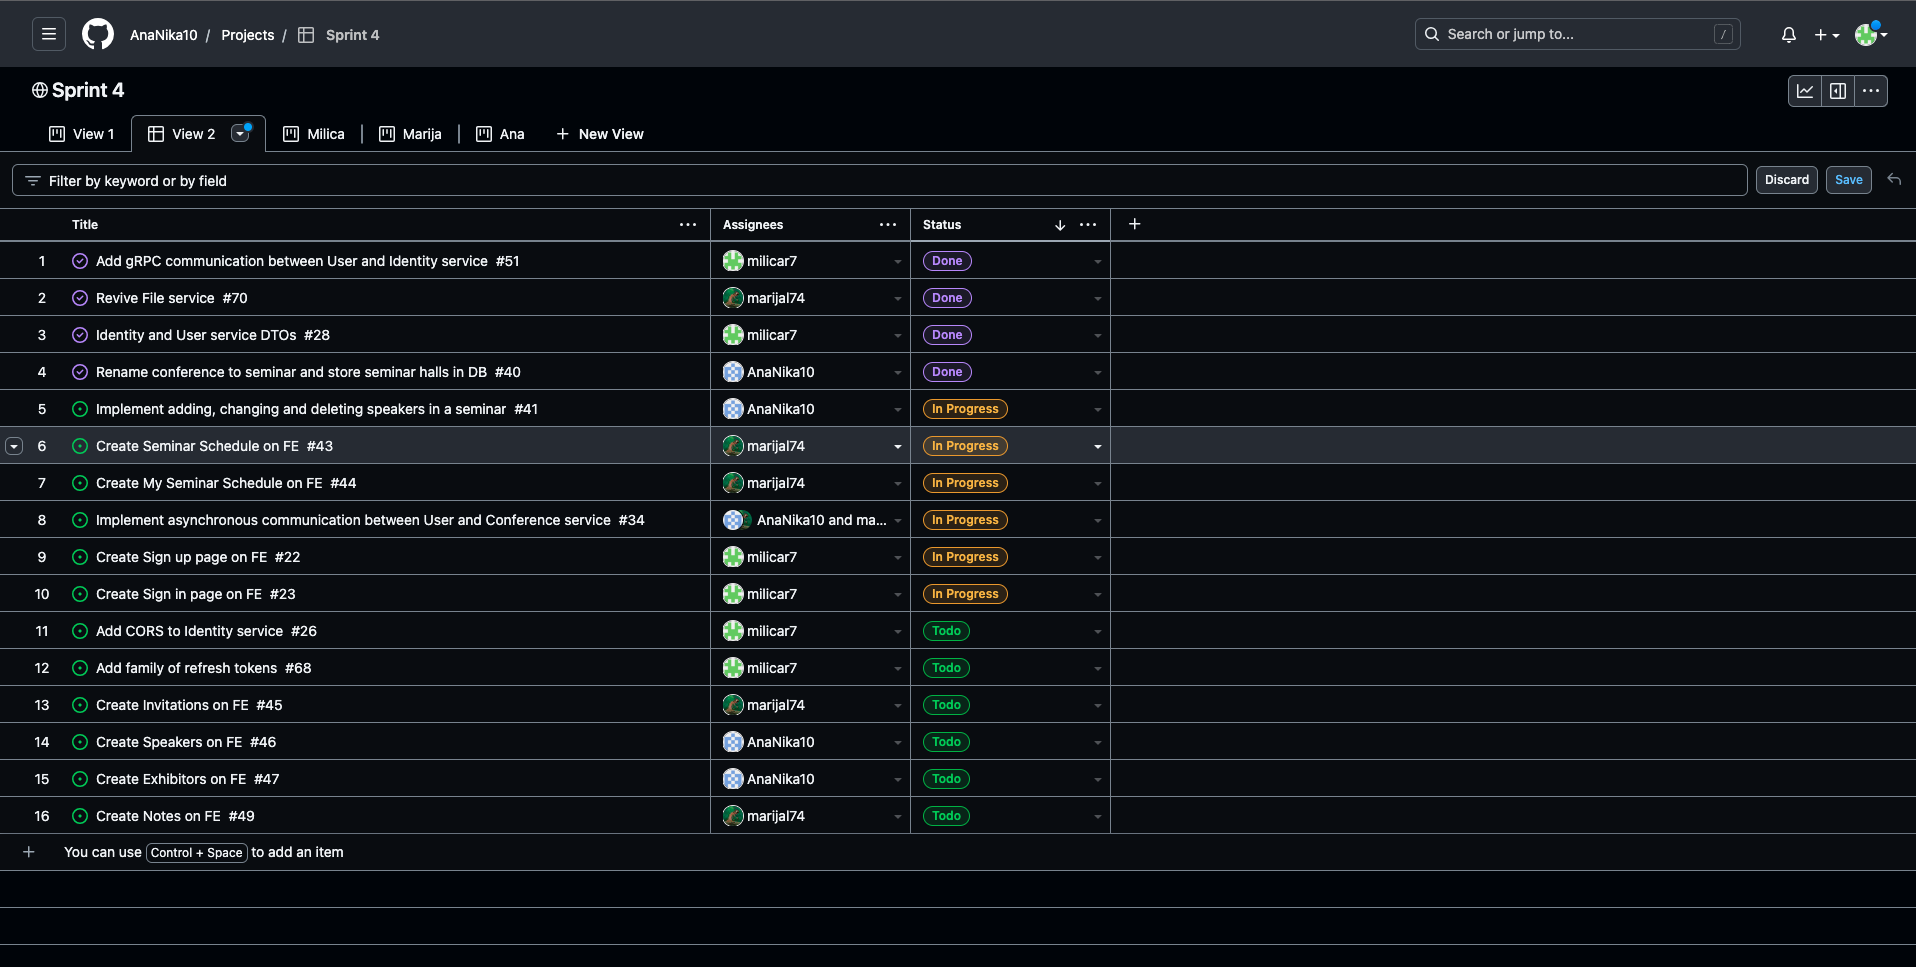 AnaNika10 / Projects / Sprint 4
Search or jump to... /
Sprint 4
View 1 View 2 Milica Marija Ana New View
Filter by keyword or by field Discard Save
Title Assignees Status
1 Add gRPC communication between User and Identity service #51 milicar7 Done
2 Revive File service #70 marijal74 Done
3 Identity and User service DTOs #28 milicar7 Done
4 Rename conference to seminar and store seminar halls in DB #40 AnaNika10 Done
5 Implement adding, changing and deleting speakers in a seminar #41 AnaNika10 In Progress
6 Create Seminar Schedule on FE #43 marijal74 In Progress
7 Create My Seminar Schedule on FE #44 marijal74 In Progress
8 Implement asynchronous communication between User and Conference service #34 AnaNika10 and ma... In Progress
9 Create Sign up page on FE #22 milicar7 In Progress
10 Create Sign in page on FE #23 milicar7 In Progress
11 Add CORS to Identity service #26 milicar7 Todo
12 Add family of refresh tokens #68 milicar7 Todo
13 Create Invitations on FE #45 marijal74 Todo
14 Create Speakers on FE #46 AnaNika10 Todo
15 Create Exhibitors on FE #47 AnaNika10 Todo
16 Create Notes on FE #49 marijal74 Todo
You can use Control + Space to add an item